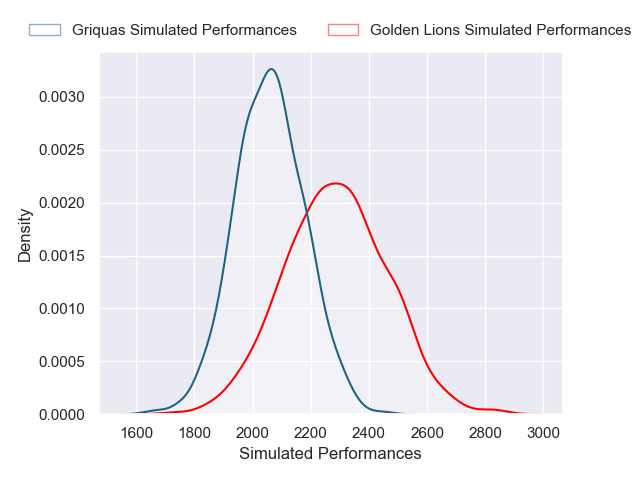 Griquas Simulated Performances Golden Lions Simulated Performances
0.0030
0.0025
0.0020
0.0015
0.0010
0.0005
0.0000
Density
1600 1800 2000 2200 2400 2600 2800 3000
Simulated Performances